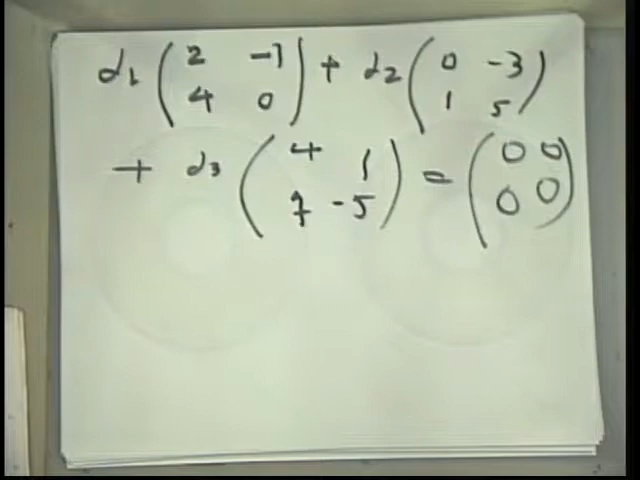 α₁ ( 2 -1 ; 4 0 ) + α₂ ( 0 -3 ; 1 5 )
+ α₃ ( 4 1 ; 7 -5 ) = ( 0 0 ; 0 0 )